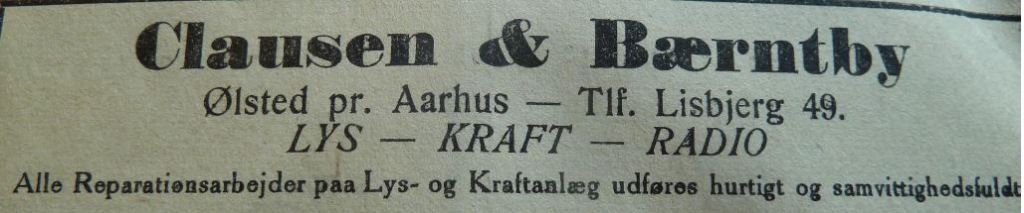 Clausen & Bærntby
Ølsted pr. Aarhus — Tlf. Lisbjerg 49.
LYS — KRAFT — RADIO
Alle Reparationsarbejder paa Lys- og Kraftanlæg udføres hurtigt og samvittighedsfuldt